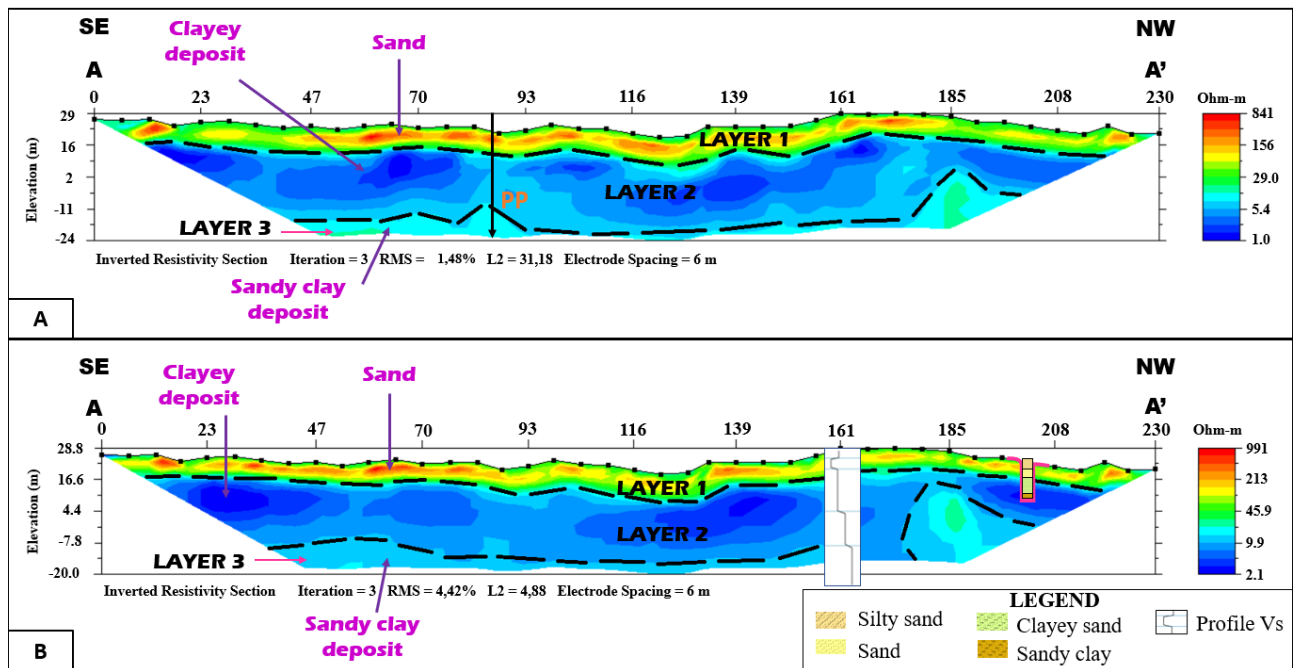 SE
NW
Clayey
deposit
Sand
A
A’
0 23 47 70 93 116 139 161 185 208 230
Ohm-m
29
16
2
-11
-24
Elevation (m)
841
156
29.0
5.4
1.0
LAYER 1
LAYER 2
PP
LAYER 3
Inverted Resistivity Section Iteration = 3 RMS = 1,48% L2 = 31,18 Electrode Spacing = 6 m
Sandy clay
deposit
A
SE
NW
Clayey
deposit
Sand
A
A’
0 23 47 70 93 116 139 161 185 208 230
Ohm-m
28.8
16.6
4.4
-7.8
-20.0
Elevation (m)
991
213
45.9
9.9
2.1
LAYER 1
LAYER 2
LAYER 3
Inverted Resistivity Section Iteration = 3 RMS = 4,42% L2 = 4,88 Electrode Spacing = 6 m
Sandy clay
deposit
LEGEND
Silty sand
Clayey sand
Profile Vs
Sand
Sandy clay
B